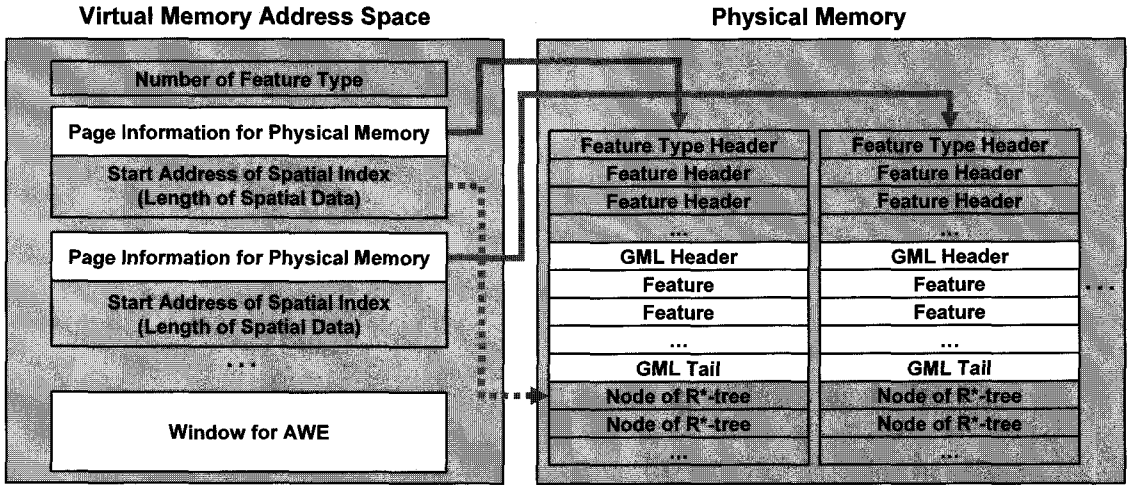 Virtual Memory Address Space
Number of Feature Type
Page Information for Physical Memory
Start Address of Spatial Index
(Length of Spatial Data)
Page Information for Physical Memory
Start Address of Spatial Index
(Length of Spatial Data)
...
Window for AWE
Physical Memory
Feature Type Header
Feature Header
Feature Header
...
GML Header
Feature
Feature
...
GML Tail
Node of R*-tree
Node of R*-tree
...
Feature Type Header
Feature Header
Feature Header
...
GML Header
Feature
Feature
...
GML Tail
Node of R*-tree
Node of R*-tree
...
...